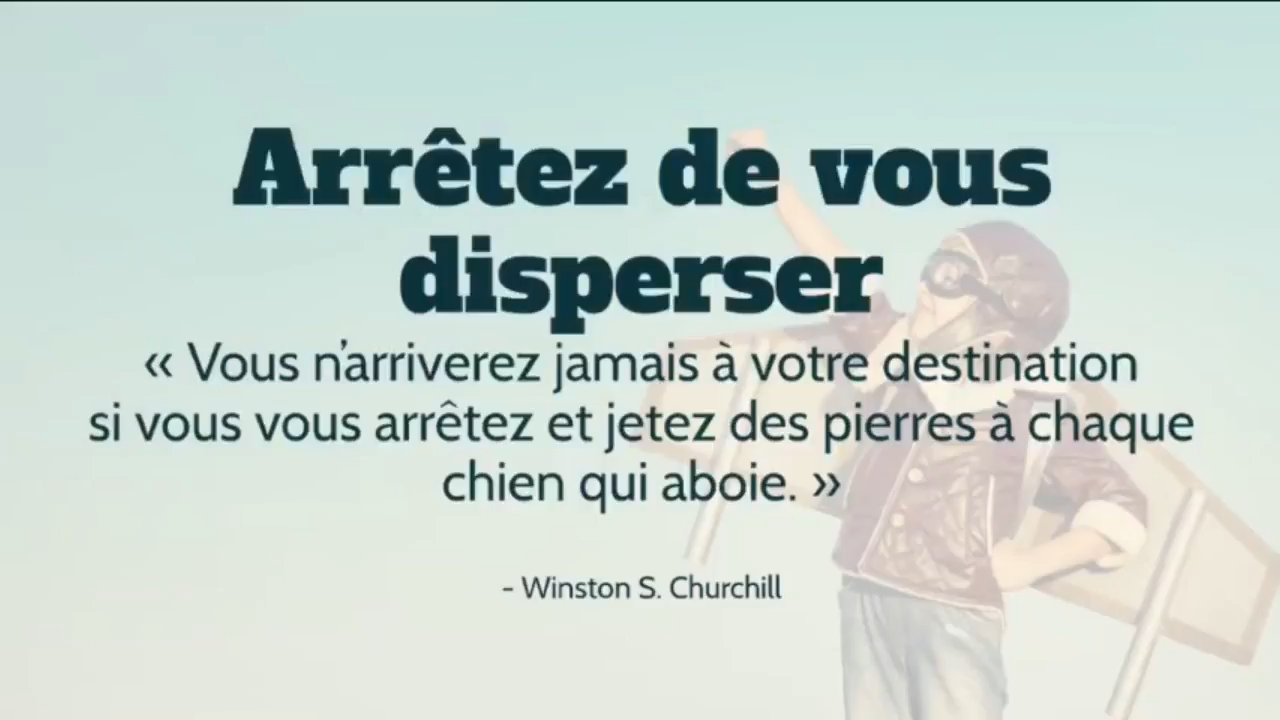 Arrêtez de vous
disperser
« Vous n’arriverez jamais à votre destination
si vous vous arrêtez et jetez des pierres à chaque
chien qui aboie. »
- Winston S. Churchill